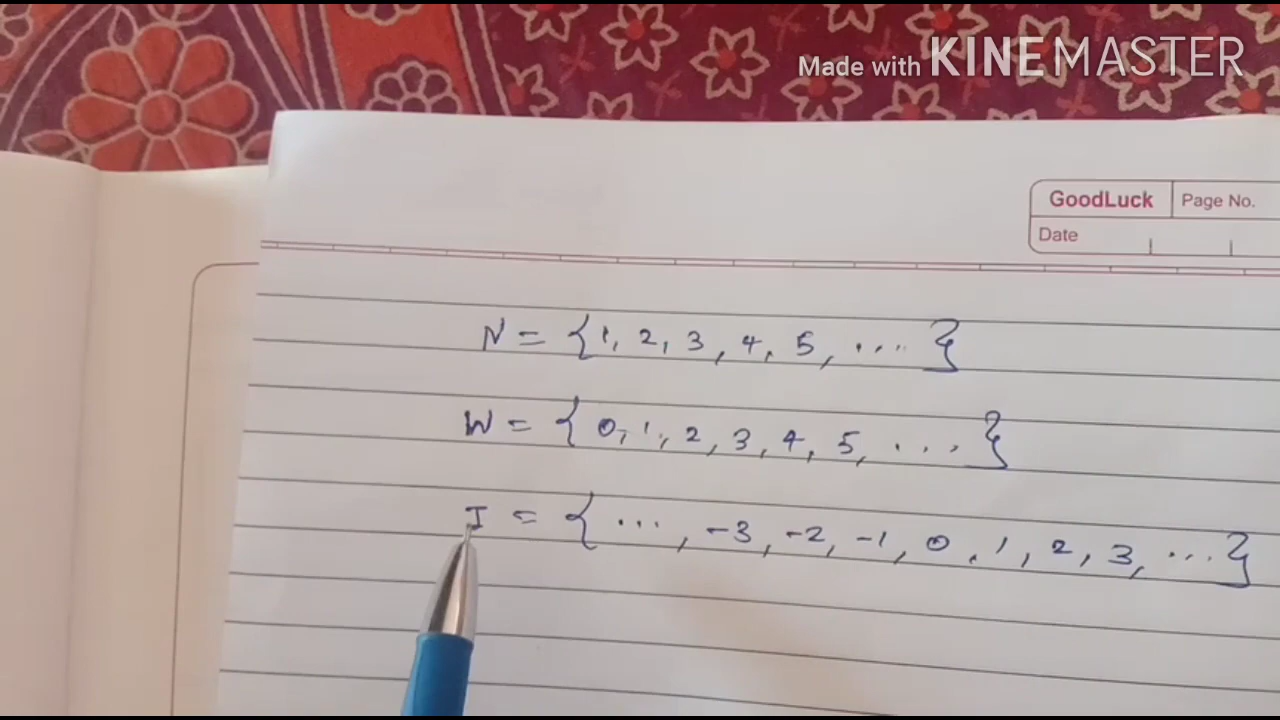 Made with KINEMASTER
GoodLuck Page No.
Date
N = {1, 2, 3, 4, 5, ....}
W = {0, 1, 2, 3, 4, 5, ...}
I = {..., -3, -2, -1, 0, 1, 2, 3, ...}